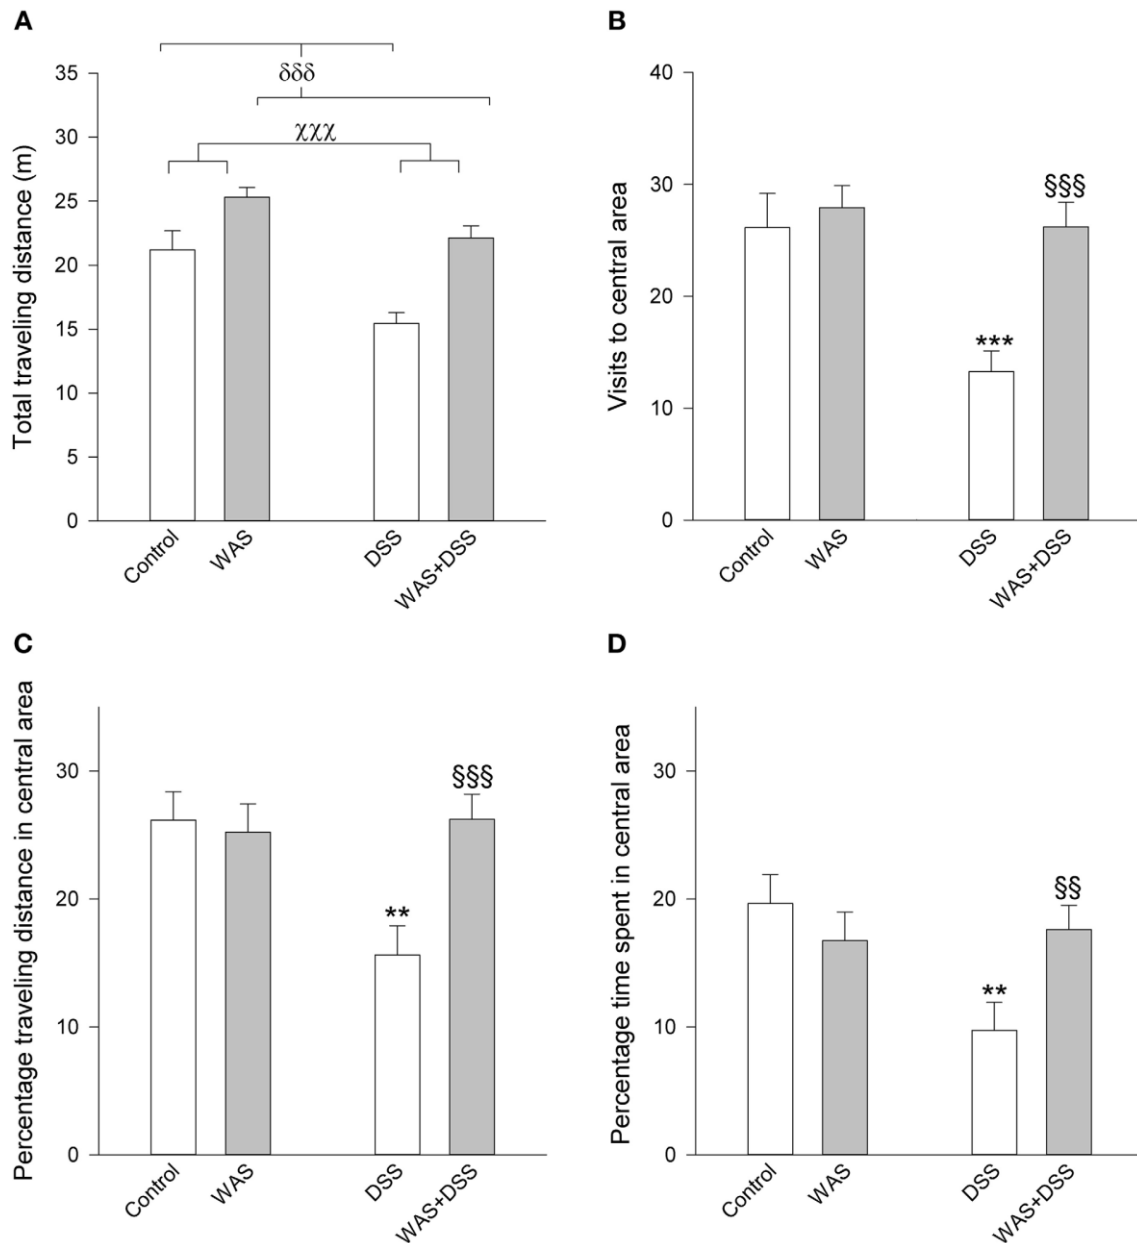 A
δδδ
χχχ
Total traveling distance (m)
35
30
25
20
15
10
5
0
Control
WAS
DSS
WAS+DSS
B
Visits to central area
40
30
20
10
0
***
§§§
Control
WAS
DSS
WAS+DSS
C
Percentage traveling distance in central area
30
20
10
0
**
§§§
Control
WAS
DSS
WAS+DSS
D
Percentage time spent in central area
30
20
10
0
**
§§
Control
WAS
DSS
WAS+DSS